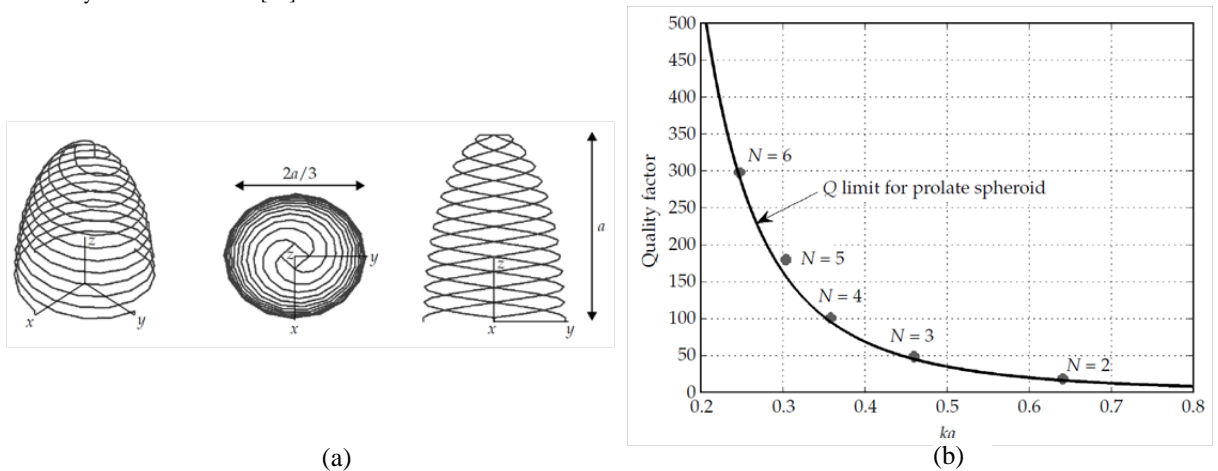 2a/3
a
z
x
y
z
y
x
z
x
y
(a)
500
450
400
350
300
250
200
150
100
50
0
Quality factor
N = 6
Q limit for prolate spheroid
N = 5
N = 4
N = 3
N = 2
0.2 0.3 0.4 0.5 0.6 0.7 0.8
ka
(b)